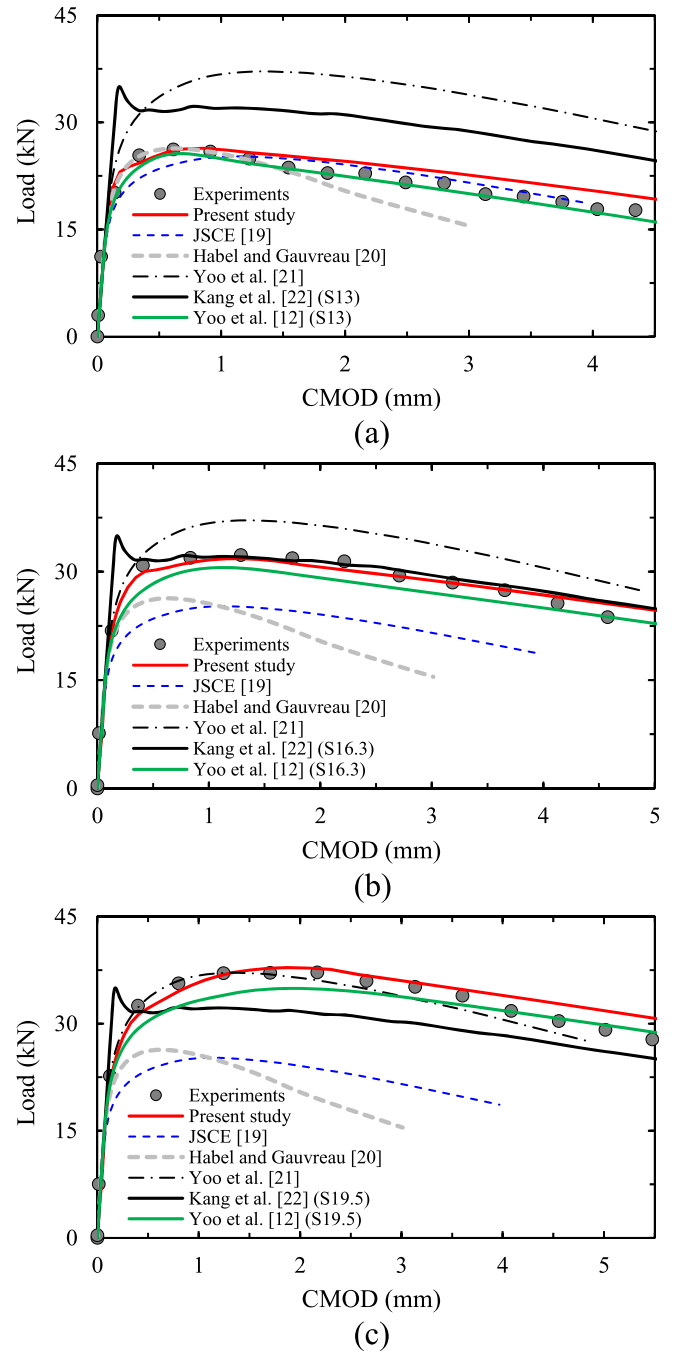 45
30
15
0
Load (kN)
Experiments
Present study
JSCE [19]
Habel and Gauvreau [20]
Yoo et al. [21]
Kang et al. [22] (S13)
Yoo et al. [12] (S13)
0 1 2 3 4
CMOD (mm)
(a)
45
30
15
0
Load (kN)
Experiments
Present study
JSCE [19]
Habel and Gauvreau [20]
Yoo et al. [21]
Kang et al. [22] (S16.3)
Yoo et al. [12] (S16.3)
0 1 2 3 4 5
CMOD (mm)
(b)
45
30
15
0
Load (kN)
Experiments
Present study
JSCE [19]
Habel and Gauvreau [20]
Yoo et al. [21]
Kang et al. [22] (S19.5)
Yoo et al. [12] (S19.5)
0 1 2 3 4 5
CMOD (mm)
(c)